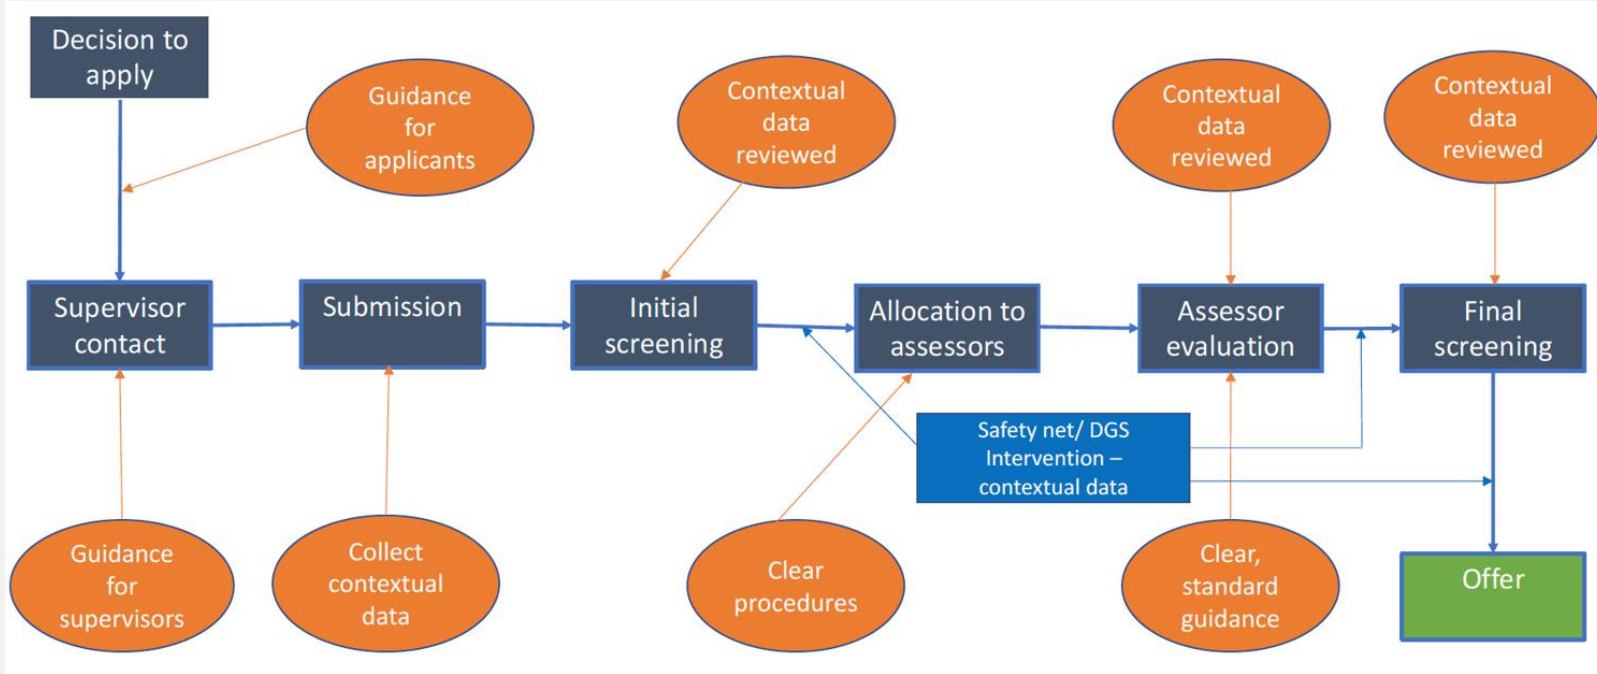 Decision to
apply
Guidance
for
applicants
Contextual
data
reviewed
Contextual
data
reviewed
Contextual
data
reviewed
Supervisor
contact
Submission
Initial
screening
Allocation to
assessors
Assessor
evaluation
Final
screening
Safety net/ DGS
Intervention –
contextual data
Guidance
for
supervisors
Collect
contextual
data
Clear
procedures
Clear,
standard
guidance
Offer